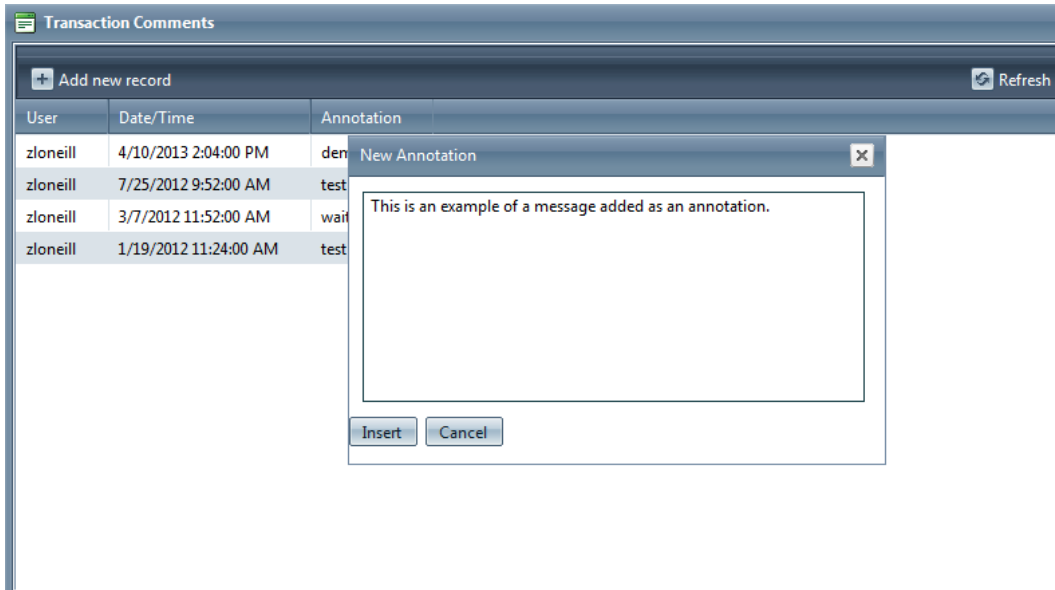 Transaction Comments
Add new record Refresh
User Date/Time Annotation
zloneill 4/10/2013 2:04:00 PM
New Annotation
zloneill 7/25/2012 9:52:00 AM test
This is an example of a message added as an annotation.
zloneill 3/7/2012 11:52:00 AM
zloneill 1/19/2012 11:24:00 AM test
Insert Cancel